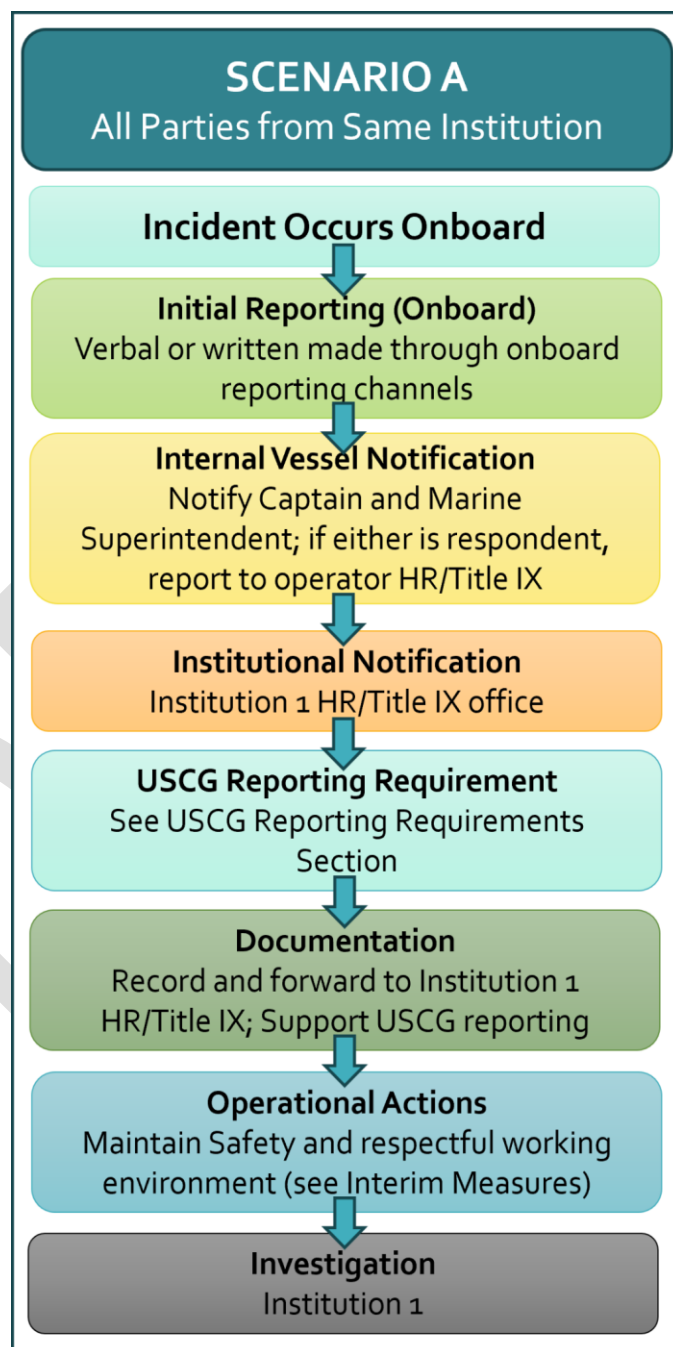 SCENARIO A
All Parties from Same Institution
Incident Occurs Onboard
Initial Reporting (Onboard)
Verbal or written made through onboard
reporting channels
Internal Vessel Notification
Notify Captain and Marine
Superintendent; if either is respondent,
report to operator HR/Title IX
Institutional Notification
Institution 1 HR/Title IX office
USCG Reporting Requirement
See USCG Reporting Requirements
Section
Documentation
Record and forward to Institution 1
HR/Title IX; Support USCG reporting
Operational Actions
Maintain Safety and respectful working
environment (see Interim Measures)
Investigation
Institution 1